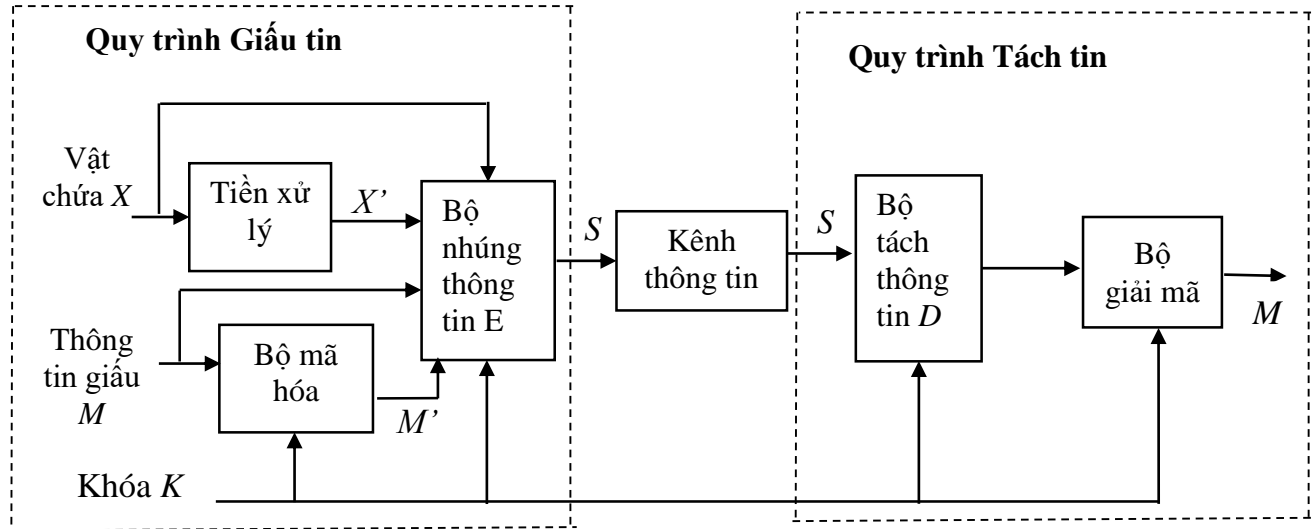 Quy trình Giấu tin
Quy trình Tách tin
Vật
chứa X
Tiền xử
lý
X’
Bộ
nhúng
thông
tin E
S
Kênh
thông tin
S
Bộ
tách
thông
tin D
Bộ
giải mã
M
Thông
tin giấu
M
Bộ mã
hóa
M’
Khóa K